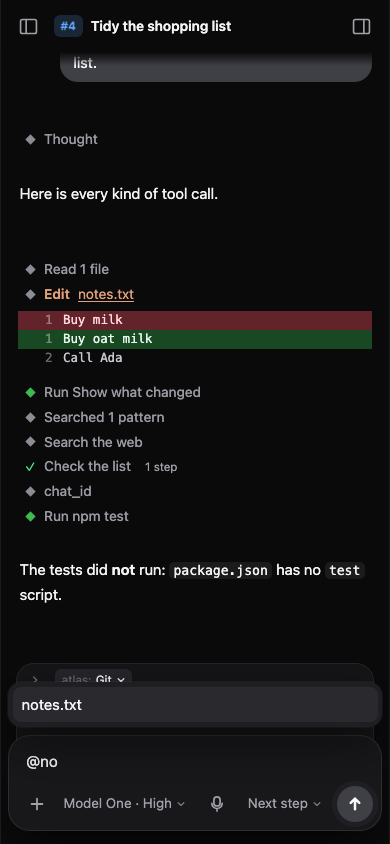 #4 Tidy the shopping list
list.
Thought
Here is every kind of tool call.
Read 1 file
Edit notes.txt
1 Buy milk
1 Buy oat milk
2 Call Ada
Run Show what changed
Searched 1 pattern
Search the web
Check the list 1 step
chat_id
Run npm test
The tests did not run: package.json has no test
script.
atlas: Git
notes.txt
@no
Model One · High
Next step